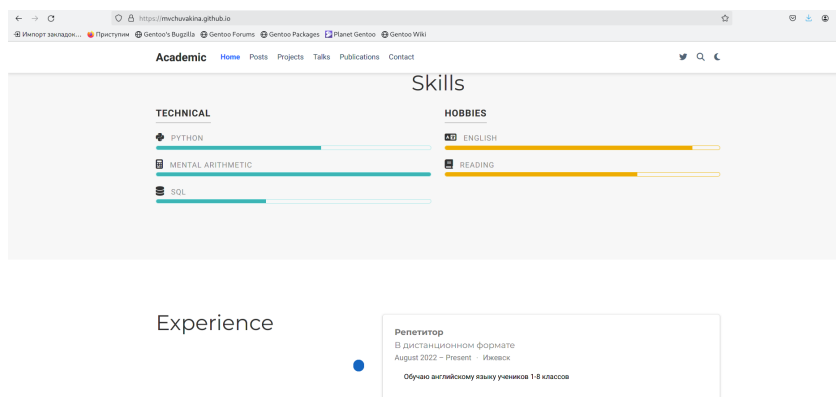 https://mvchuvakina.github.io
Импорт закладок... Приступим Gentoo's Bugzilla Gentoo Forums Gentoo Packages Planet Gentoo Gentoo Wiki
Academic Home Posts Projects Talks Publications Contact
Skills
TECHNICAL
PYTHON
MENTAL ARITHMETIC
SQL
HOBBIES
ENGLISH
READING
Experience
Репетитор
В дистанционном формате
August 2022 – Present · Ижевск
Обучаю английскому языку учеников 1-8 классов